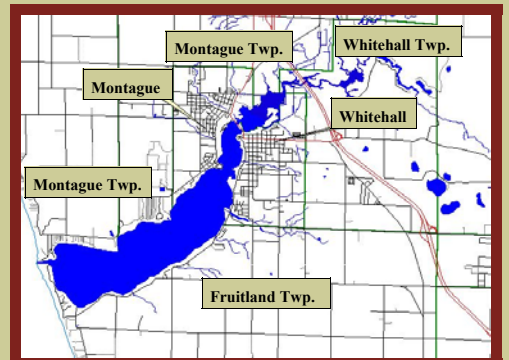 Montague Twp.
Whitehall Twp.
Montague
Whitehall
Montague Twp.
Fruitland Twp.